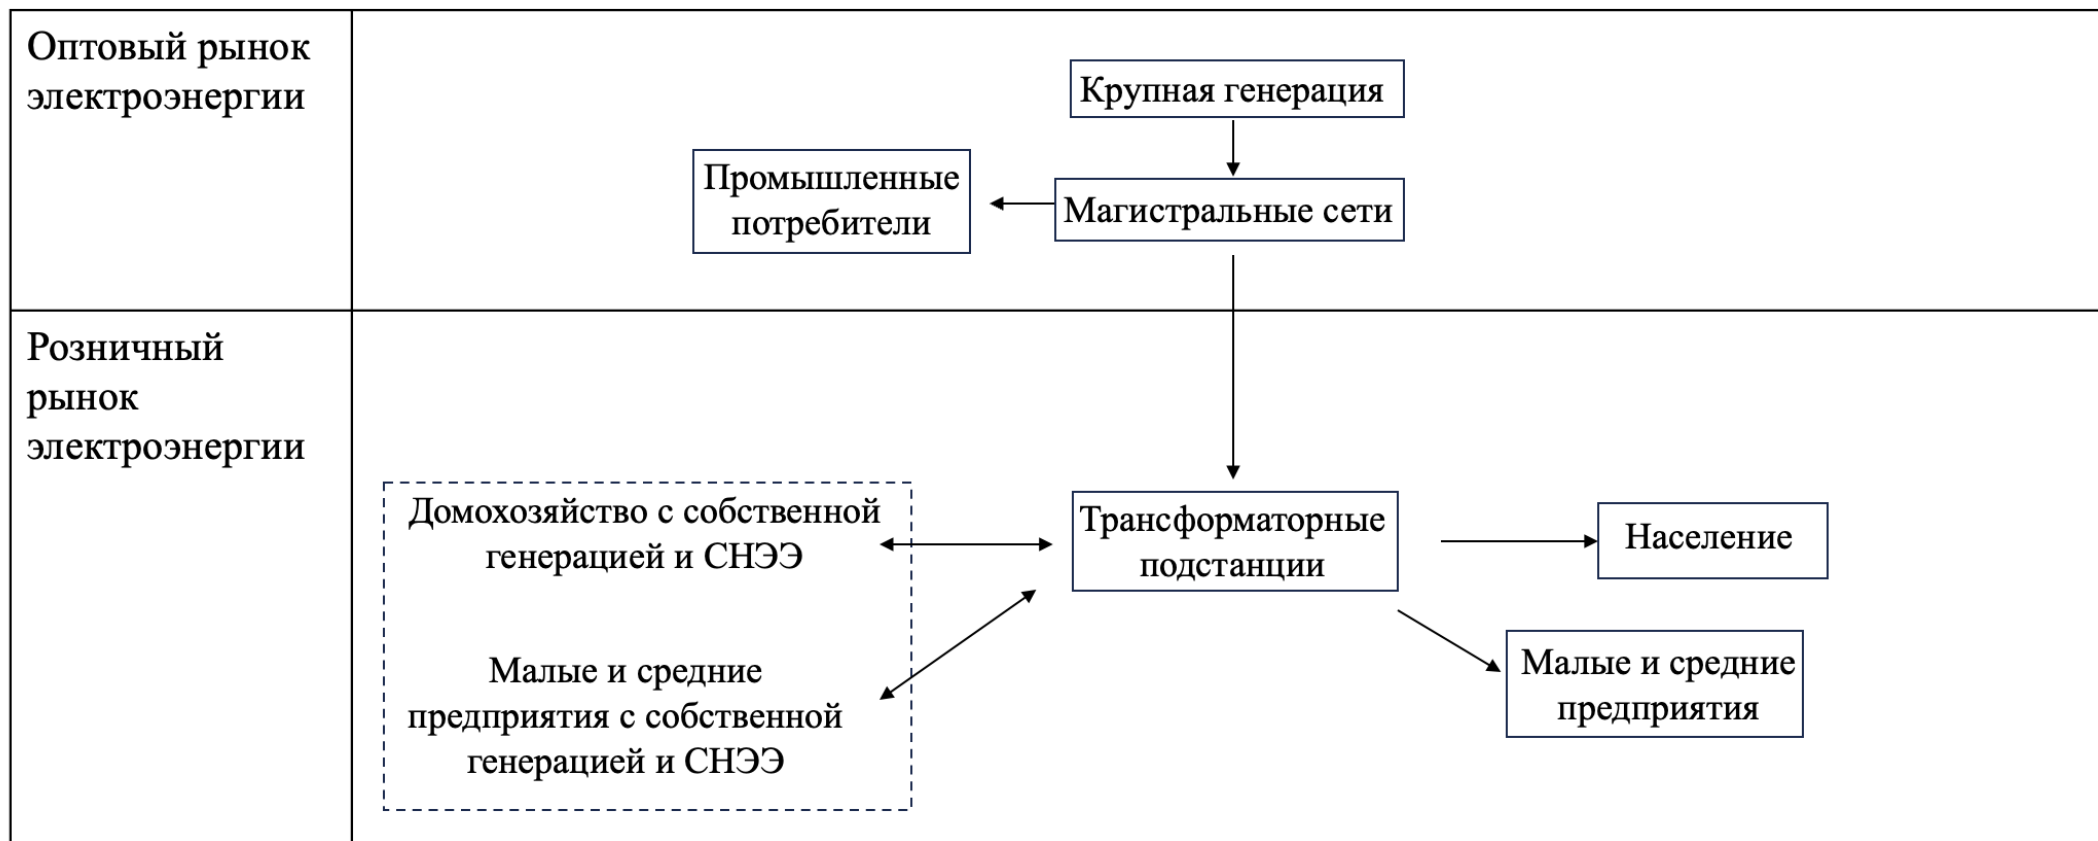 Оптовый рынок
электроэнергии
Крупная генерация
Промышленные
потребители
Магистральные сети
Розничный
рынок
электроэнергии
Домохозяйство с собственной
генерацией и СНЭЭ
Малые и средние
предприятия с собственной
генерацией и СНЭЭ
Трансформаторные
подстанции
Население
Малые и средние
предприятия